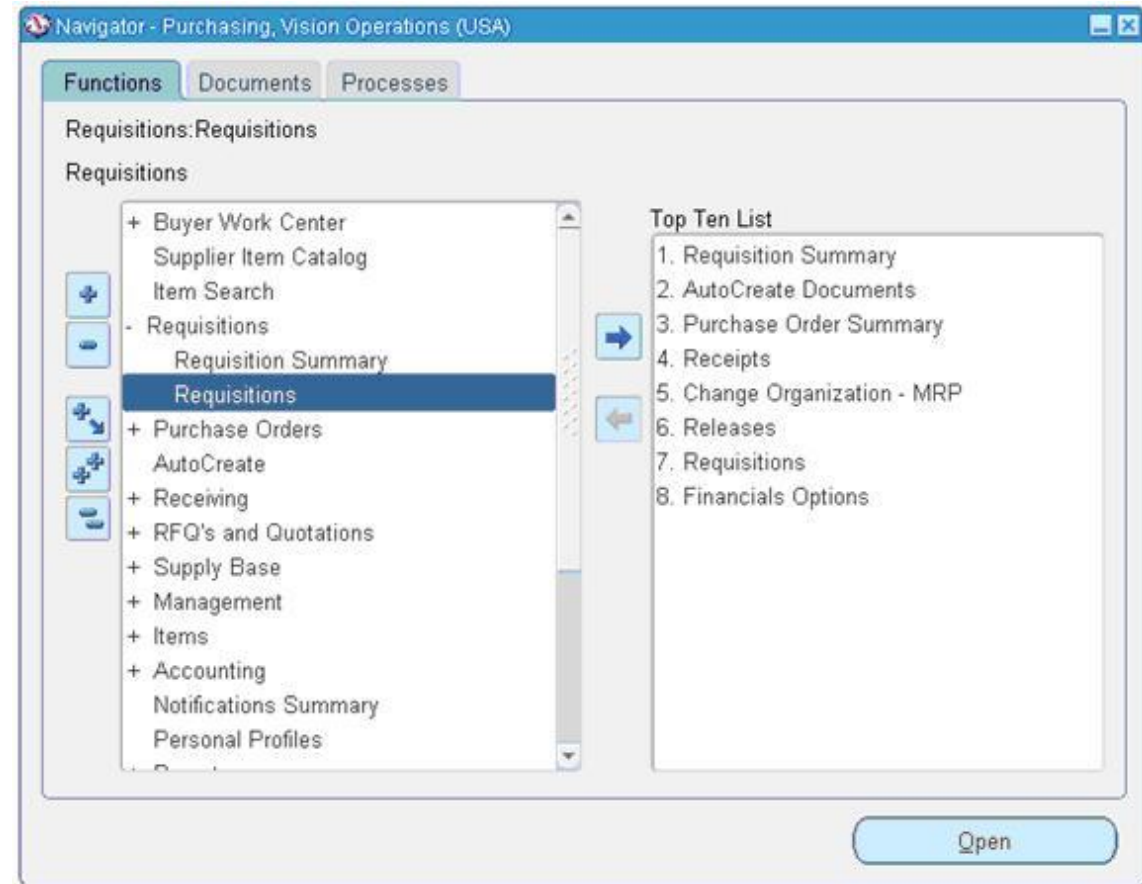 Navigator - Purchasing, Vision Operations (USA)
Functions
Documents
Processes
Requisitions:Requisitions
Requisitions
+ Buyer Work Center
Supplier Item Catalog
Item Search
- Requisitions
Requisition Summary
Requisitions
+ Purchase Orders
AutoCreate
+ Receiving
+ RFQ's and Quotations
+ Supply Base
+ Management
+ Items
+ Accounting
Notifications Summary
Personal Profiles
Top Ten List
1. Requisition Summary
2. AutoCreate Documents
3. Purchase Order Summary
4. Receipts
5. Change Organization - MRP
6. Releases
7. Requisitions
8. Financials Options
Open